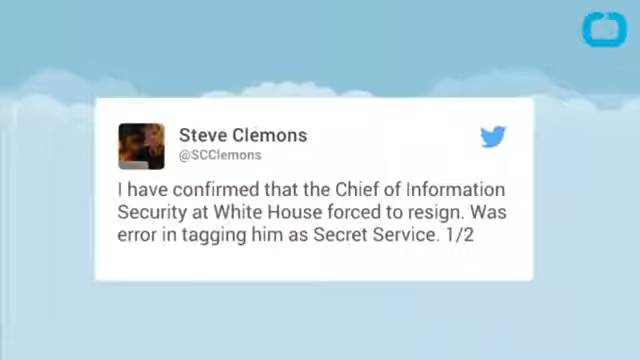 Steve Clemons
@SCClemons
I have confirmed that the Chief of Information
Security at White House forced to resign. Was
error in tagging him as Secret Service. 1/2